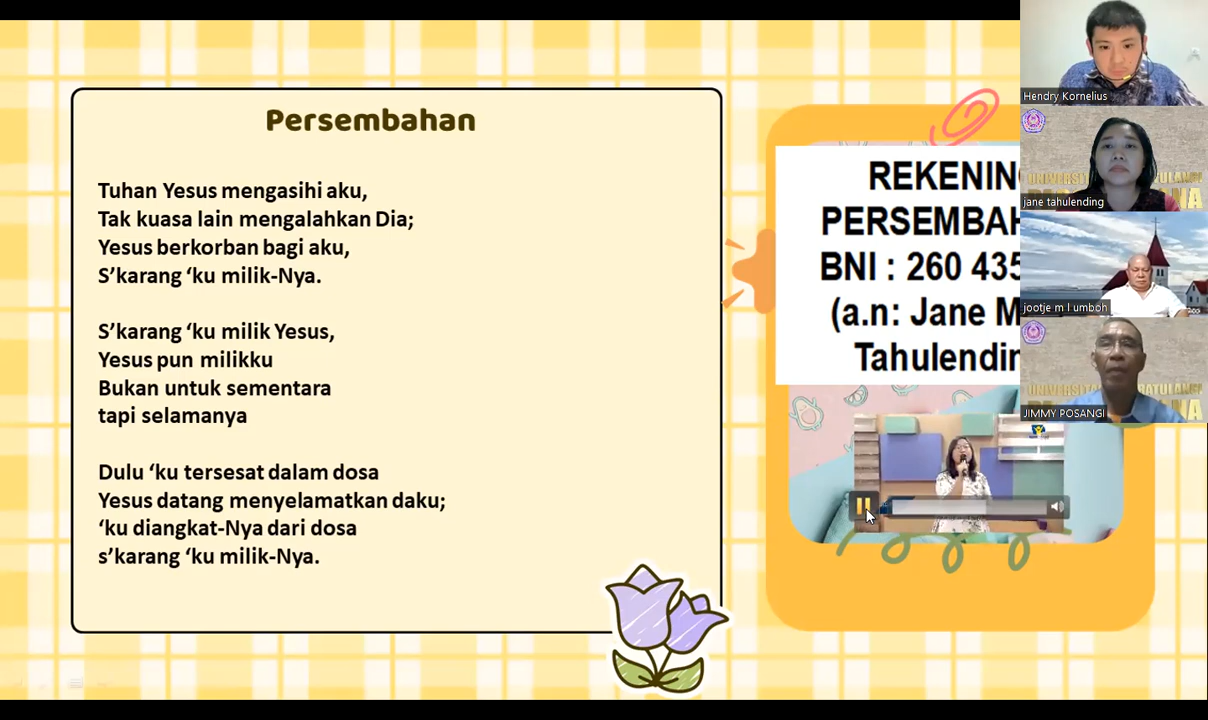 Persembahan
Tuhan Yesus mengasihi aku,
Tak kuasa lain mengalahkan Dia;
Yesus berkorban bagi aku,
S’karang ‘ku milik-Nya.
S’karang ‘ku milik Yesus,
Yesus pun milikku
Bukan untuk sementara
tapi selamanya
Dulu ‘ku tersesat dalam dosa
Yesus datang menyelamatkan daku;
‘ku diangkat-Nya dari dosa
s’karang ‘ku milik-Nya.
REKENIN
PERSEMBAH
BNI : 260 435
(a.n: Jane M
Tahulendin
Hendry Kornelius
jane tahulending
jootje m l umboh
JIMMY POSANGI